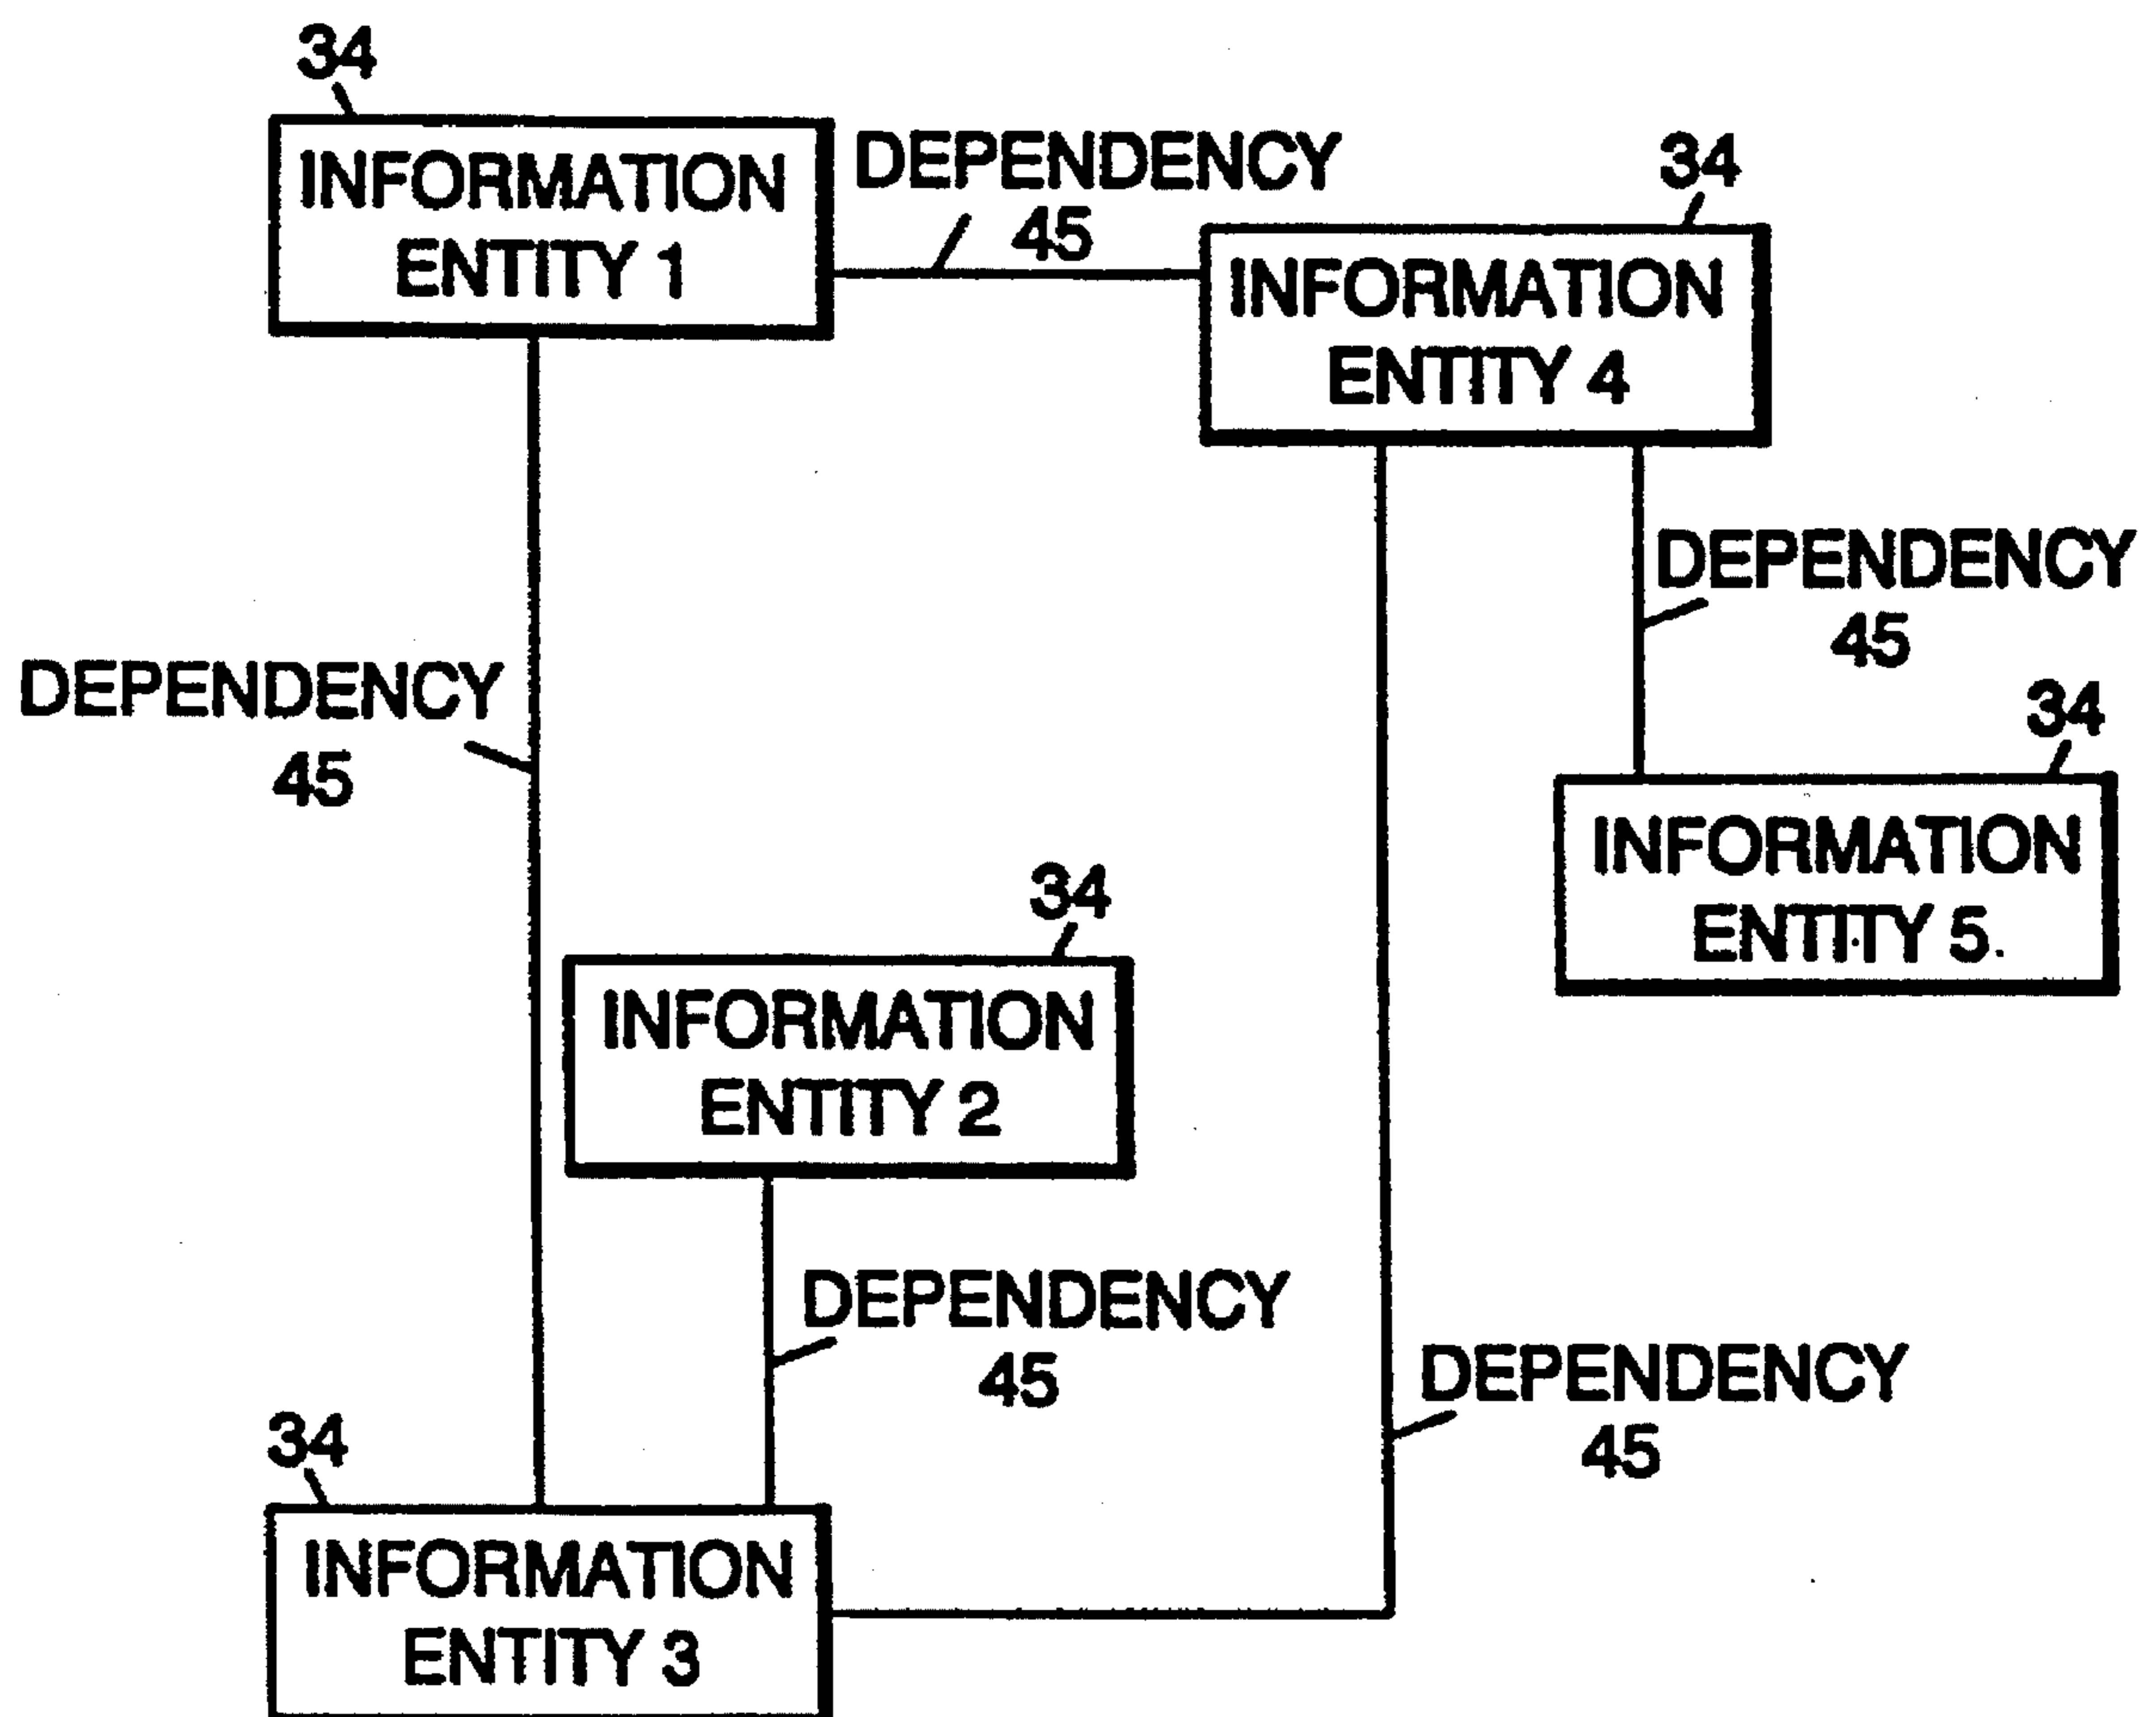 34
INFORMATION
ENTITY 1
DEPENDENCY
45
34
INFORMATION
ENTITY 4
DEPENDENCY
45
DEPENDENCY
45
34
INFORMATION
ENTITY 5.
34
INFORMATION
ENTITY 2
DEPENDENCY
45
DEPENDENCY
45
34
INFORMATION
ENTITY 3